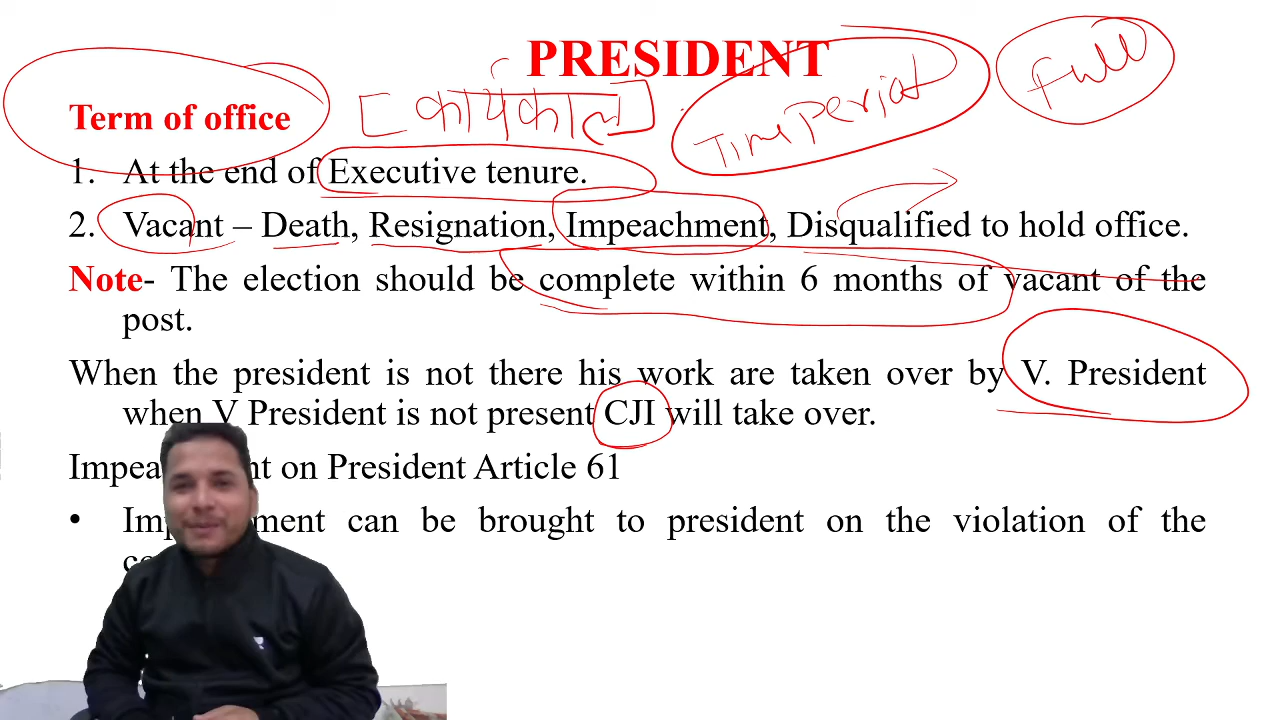 PRESIDENT
Full
Term of office
[कार्यकाल]
Time Period
1. At the end of Executive tenure.
2. Vacant – Death, Resignation, Impeachment, Disqualified to hold office.
Note- The election should be complete within 6 months of vacant of the
post.
When the president is not there his work are taken over by V. President
when V President is not present CJI will take over.
Impea nt on President Article 61
• Imp ment can be brought to president on the violation of the